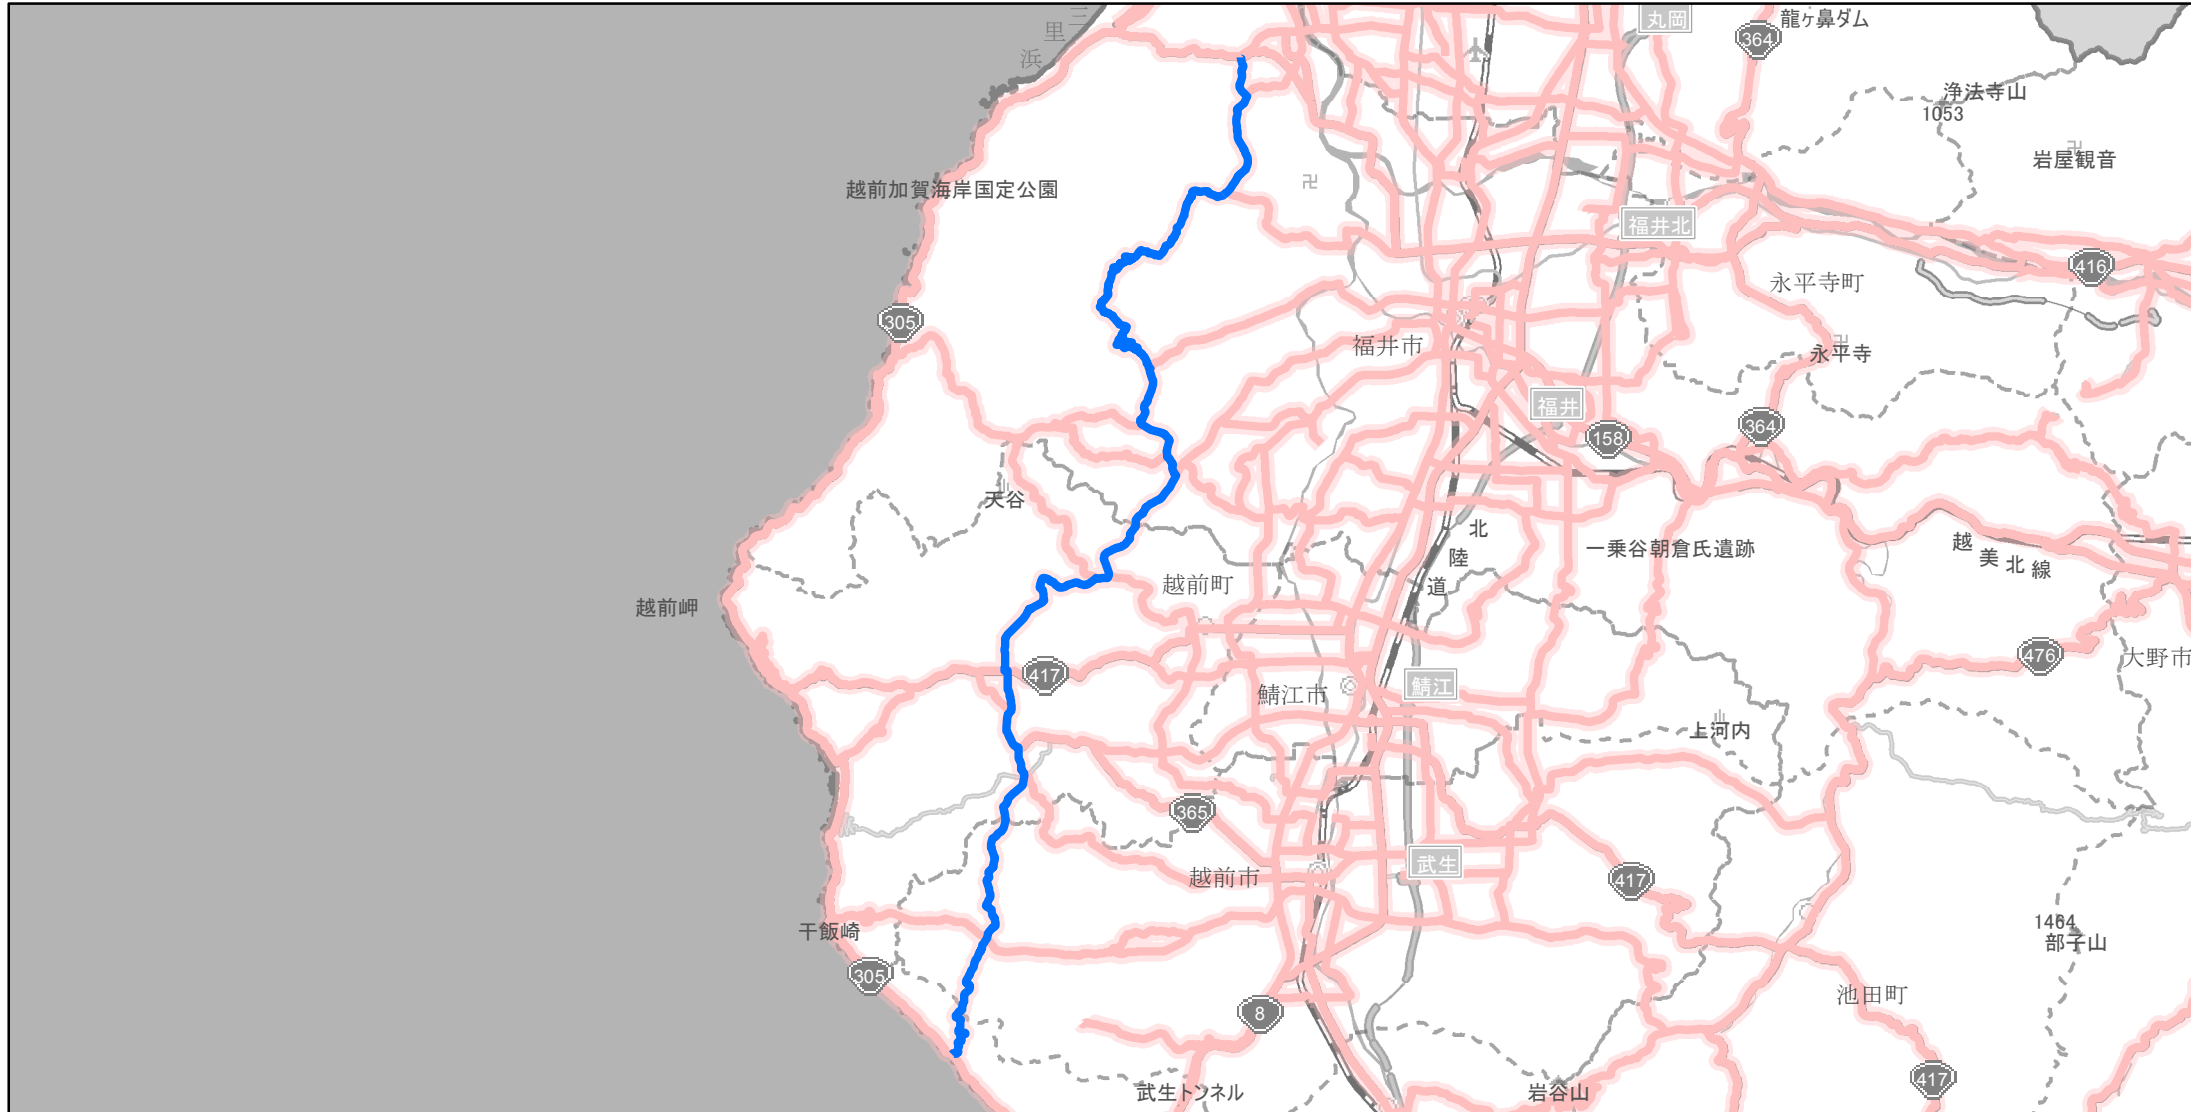 三里浜
丸岡
364
龍ヶ鼻ダム
浄法寺山
1053
岩屋観音
越前加賀海岸国定公園
福井北
416
永平寺町
305
福井市
永平寺
福井
158
364
天谷
北陸道
一乗谷朝倉氏遺跡
越美北線
越前町
越前岬
417
476
大野市
鯖江市
鯖江
上河内
365
武生
越前市
417
1464
部子山
干飯崎
305
池田町
8
417
武生トンネル
岩谷山